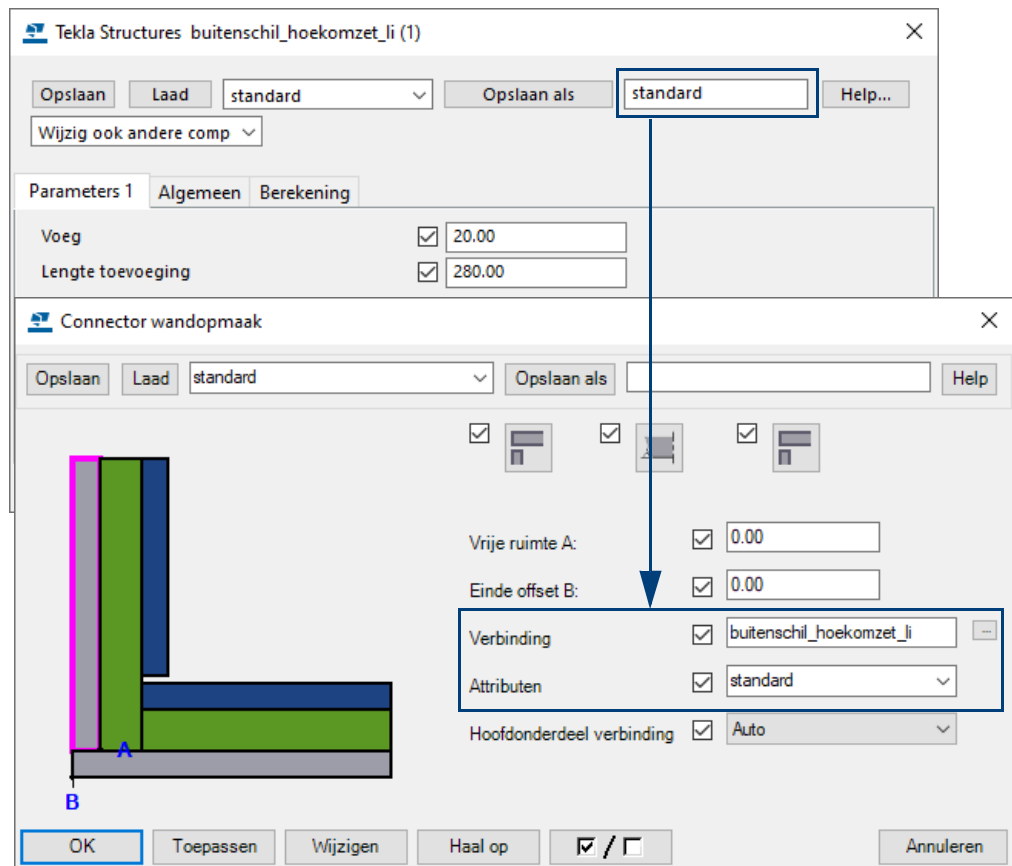 Tekla Structures buitenschil_hoekomzet_li (1)
Opslaan Laad standard Opslaan als standard Help...
Wijzig ook andere comp
Parameters 1 Algemeen Berekening
Voeg 20.00
Lengte toevoeging 280.00
Connector wandopmaak
Opslaan Laad standard Opslaan als Help
Vrije ruimte A: 0.00
Einde offset B: 0.00
Verbinding buitenschil_hoekomzet_li ...
Attributen standard
Hoofdonderdeel verbinding Auto
A
B
OK Toepassen Wijzigen Haal op / Annuleren